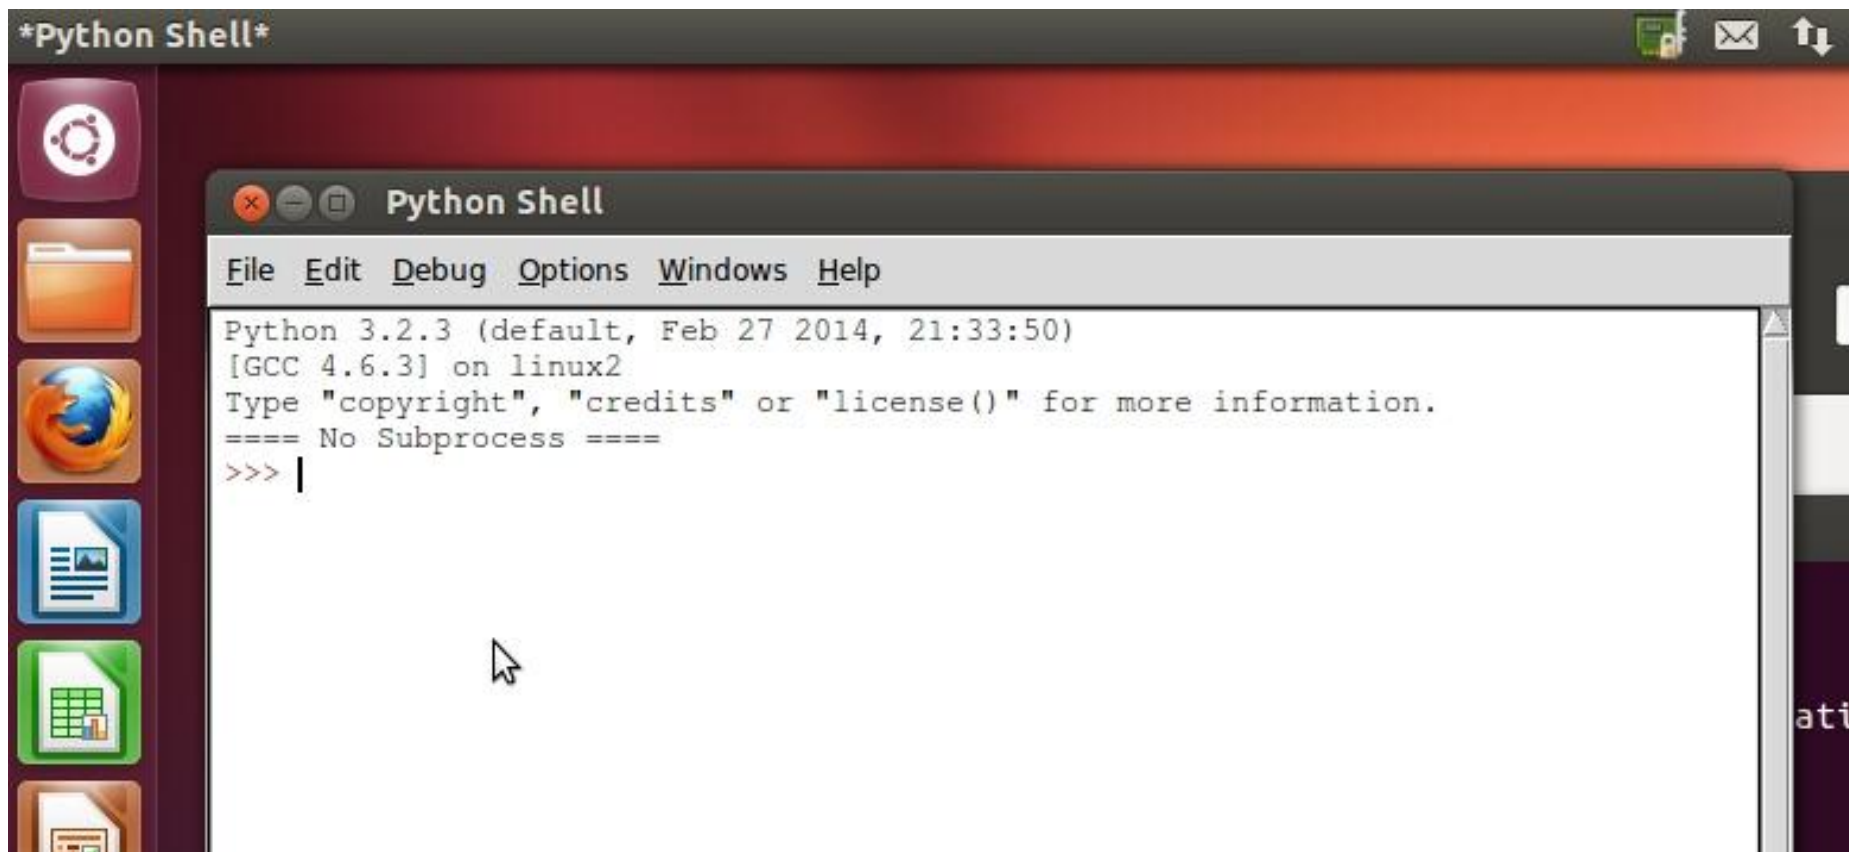 *Python Shell*
Python Shell
File Edit Debug Options Windows Help
Python 3.2.3 (default, Feb 27 2014, 21:33:50)
[GCC 4.6.3] on linux2
Type "copyright", "credits" or "license()" for more information.
==== No Subprocess ====
>>>
ati